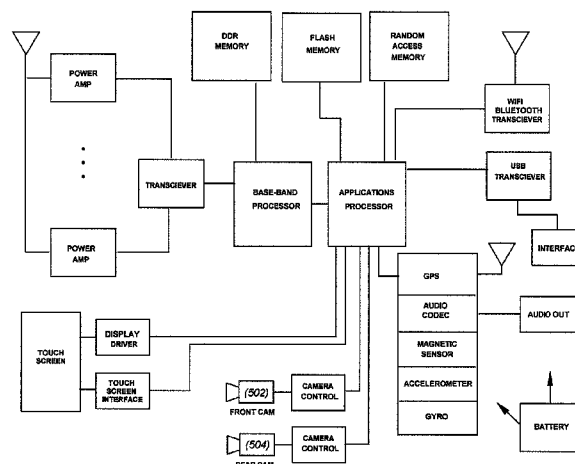 DDR
MEMORY
FLASH
MEMORY
RANDOM
ACCESS
MEMORY
POWER
AMP
WIFI
BLUETOOTH
TRANSCIEVER
TRANSCIEVER
BASE-BAND
PROCESSOR
APPLICATIONS
PROCESSOR
USB
TRANSCIEVER
POWER
AMP
INTERFAC
GPS
AUDIO
CODEC
AUDIO OUT
MAGNETIC
SENSOR
ACCELEROMETER
GYRO
BATTERY
TOUCH
SCREEN
DISPLAY
DRIVER
TOUCH
SCREEN
INTERFACE
(502)
FRONT CAM
CAMERA
CONTROL
(504)
REAR CAM
CAMERA
CONTROL